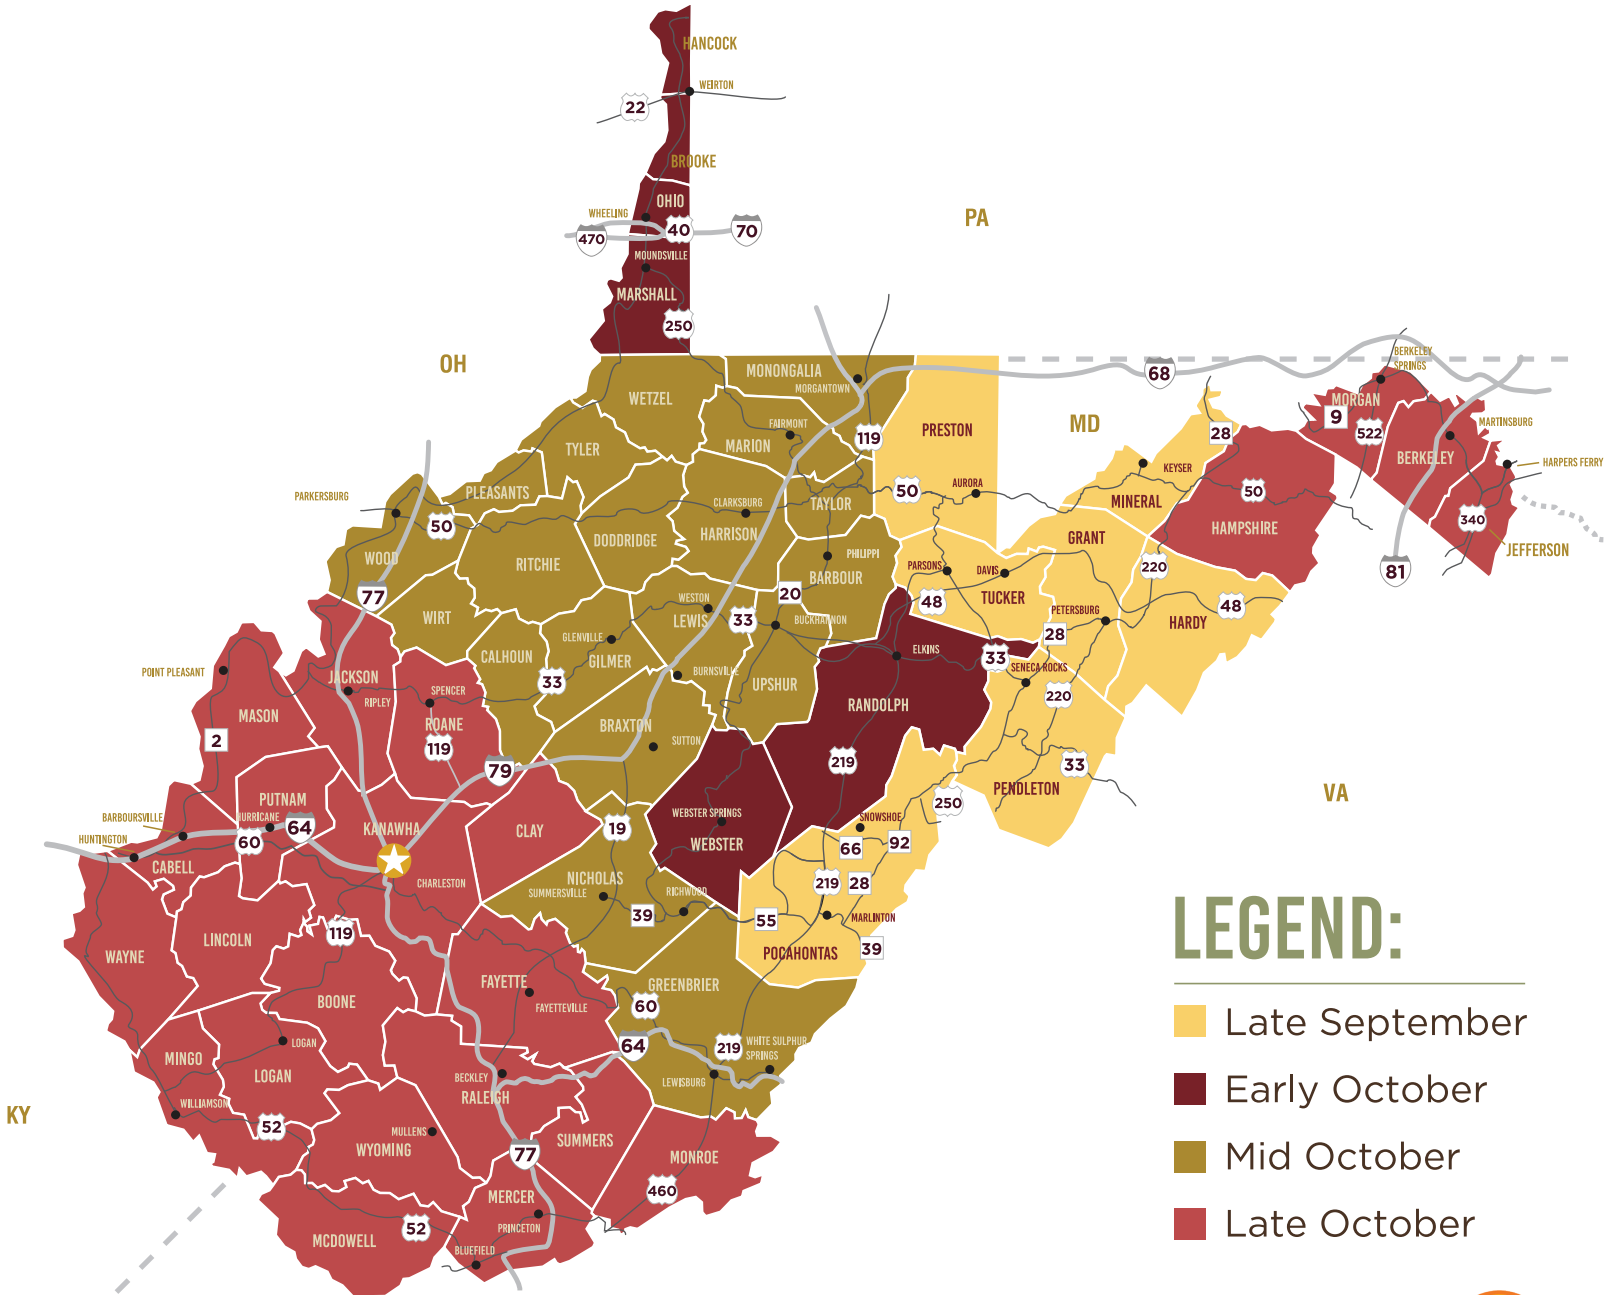 HANCOCK
WEIRTON
22
BROOKE
OHIO
WHEELING
40
70
470
PA
MOUNDSVILLE
MARSHALL
250
OH
MONONGALIA
MORGANTOWN
WETZEL
68
BERKELEY
SPRINGS
MORGAN
9
522
MARTINSBURG
BERKELEY
HARPERS FERRY
340
JEFFERSON
81
FAIRMONT
MARION
119
PRESTON
MD
28
KEYSER
TYLER
PLEASANTS
PARKERSBURG
50
CLARKSBURG
TAYLOR
50
AURORA
MINERAL
50
HAMPSHIRE
DODDRIDGE
HARRISON
GRANT
WOOD
RITCHIE
PHILIPPI
BARBOUR
PARSONS
DAVIS
220
77
WIRT
WESTON
LEWIS
33
20
BUCKHANNON
48
TUCKER
PETERSBURG
48
HARDY
CALHOUN
GLENVILLE
GILMER
28
ELKINS
33
SENECA ROCKS
POINT PLEASANT
JACKSON
RIPLEY
SPENCER
ROANE
33
BURNSVILLE
UPSHUR
220
RANDOLPH
MASON
2
119
BRAXTON
SUTTON
79
219
33
PENDLETON
VA
250
PUTNAM
BARBOURSVILLE
HURRICANE
64
HUNTINGTON
60
KANAWHA
CLAY
19
WEBSTER SPRINGS
WEBSTER
SNOWSHOE
66
92
CABELL
CHARLESTON
NICHOLAS
SUMMERSVILLE
RICHWOOD
39
219
28
55
MARLINTON
39
POCAHONTAS
WAYNE
LINCOLN
119
FAYETTE
FAYETTEVILLE
BOONE
GREENBRIER
60
64
219
WHITE SULPHUR
SPRINGS
LEWISBURG
MINGO
LOGAN
LOGAN
BECKLEY
RALEIGH
WILLIAMSON
52
MULLENS
WYOMING
77
SUMMERS
MONROE
460
KY
MERCER
PRINCETON
52
MCDOWELL
BLUEFIELD
LEGEND:
Late September
Early October
Mid October
Late October